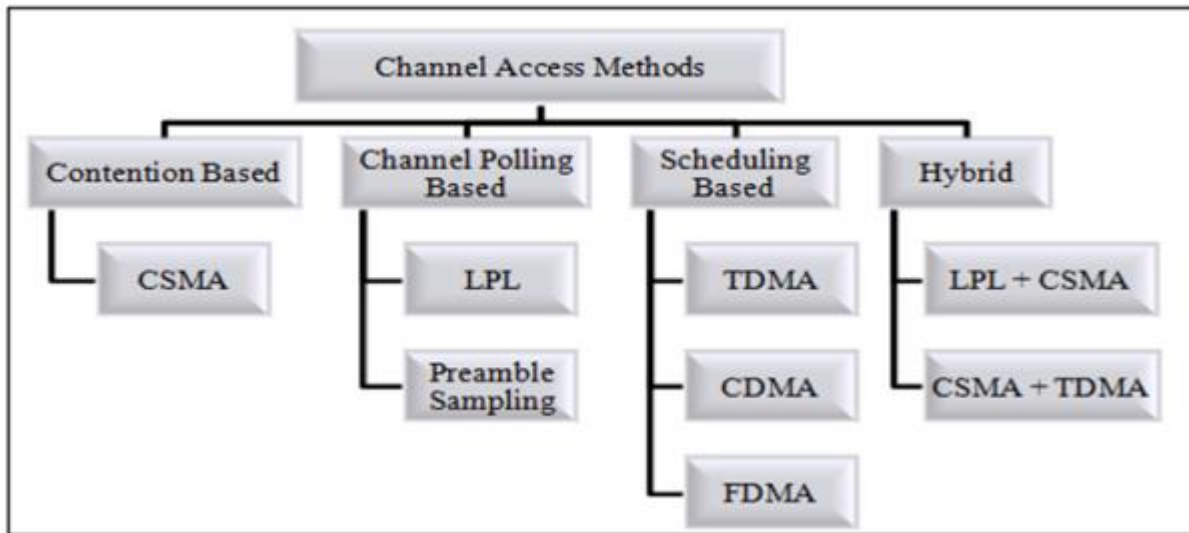 Channel Access Methods
Contention Based
Channel Polling
Based
Scheduling
Based
Hybrid
CSMA
LPL
TDMA
LPL + CSMA
Preamble
Sampling
CDMA
CSMA + TDMA
FDMA